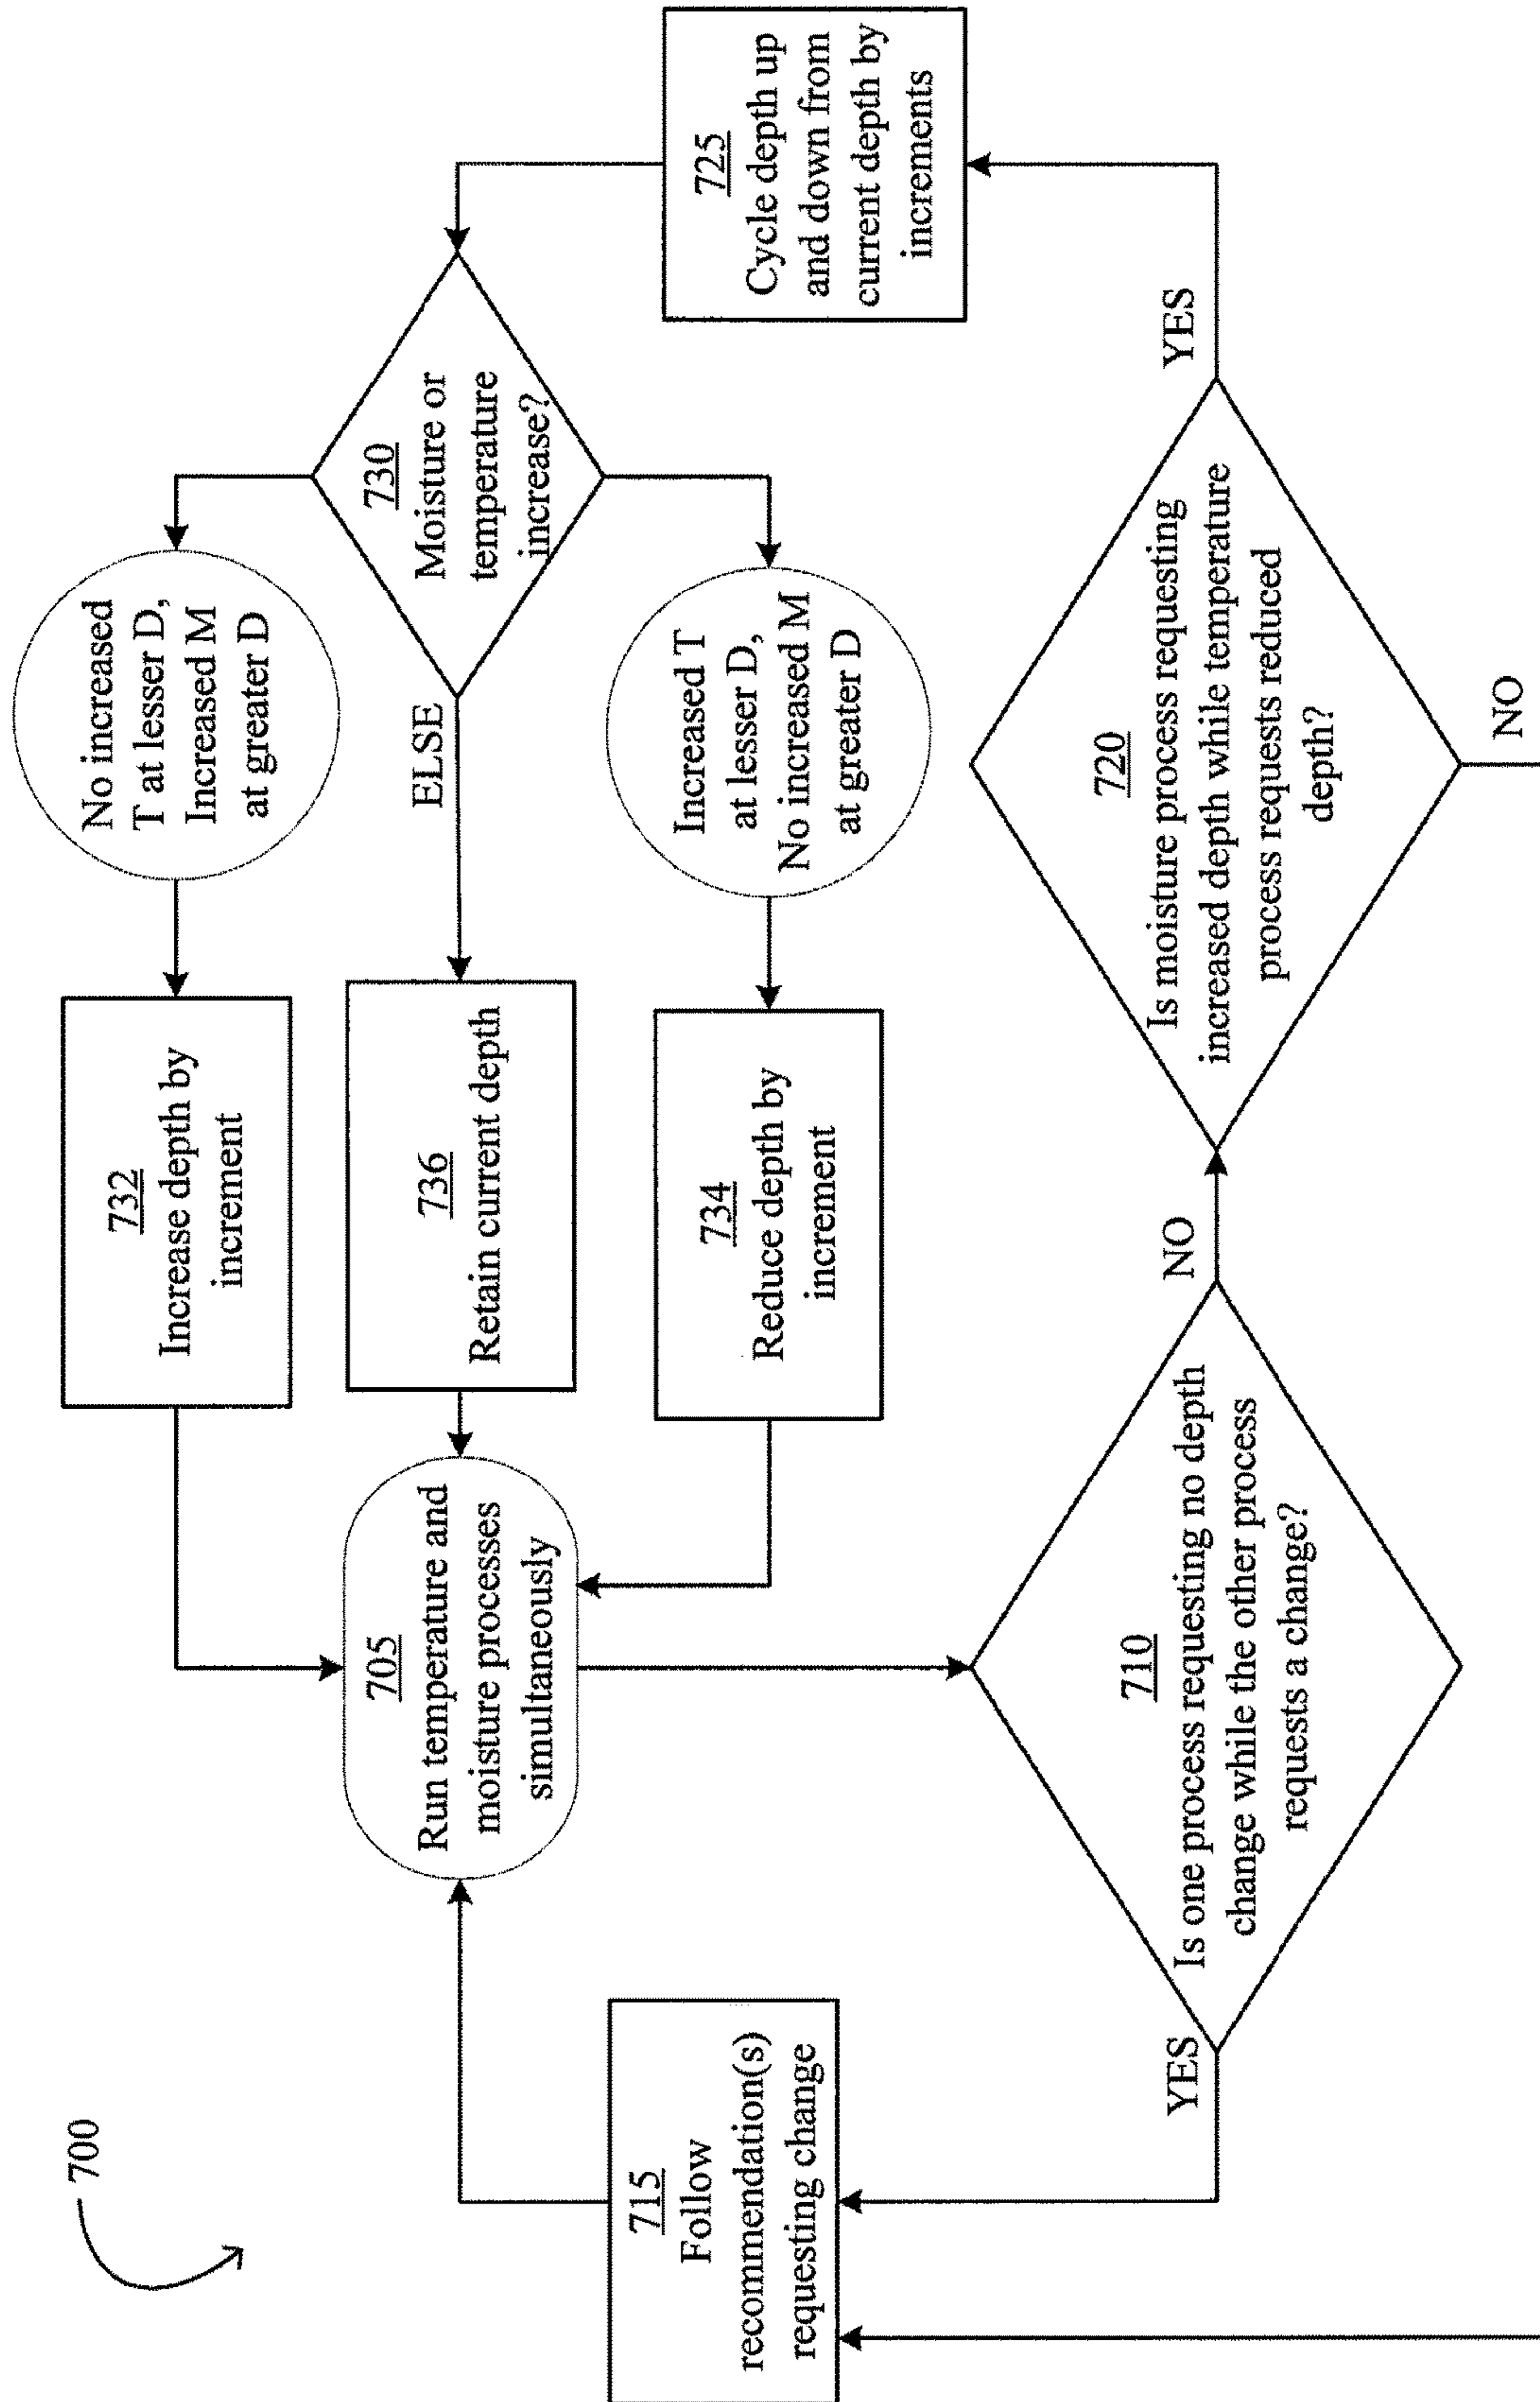 700
715
Follow
recommendation(s)
requesting change
705
Run temperature and
moisture processes
simultaneously
732
Increase depth by
increment
736
Retain current depth
734
Reduce depth by
increment
No increased
T at lesser D,
Increased M
at greater D
ELSE
Increased T
at lesser D,
No increased M
at greater D
730
Moisture or
temperature
increase?
725
Cycle depth up
and down from
current depth by
increments
YES
710
Is one process requesting no depth
change while the other process
requests a change?
NO
720
Is moisture process requesting
increased depth while temperature
process requests reduced
depth?
YES
NO